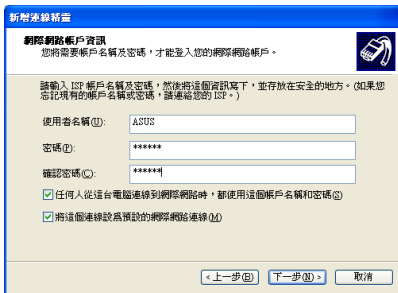 新增連線精靈
網際網路帳戶資訊
您將需要帳戶名稱及密碼，才能登入您的網際網路帳戶。
請輸入 ISP 帳戶名稱及密碼，然後將這個資訊寫下，並存放在安全的地方。(如果您
忘記現有的帳戶名稱或密碼，請連絡您的 ISP。)
使用者名稱(U): ASUS
密碼(P): ******
確認密碼(C): ******
任何人從這台電腦連線到網際網路時，都使用這個帳戶名稱和密碼(S)
將這個連線設為預設的網際網路連線(M)
<上一步(B) 下一步(N)> 取消